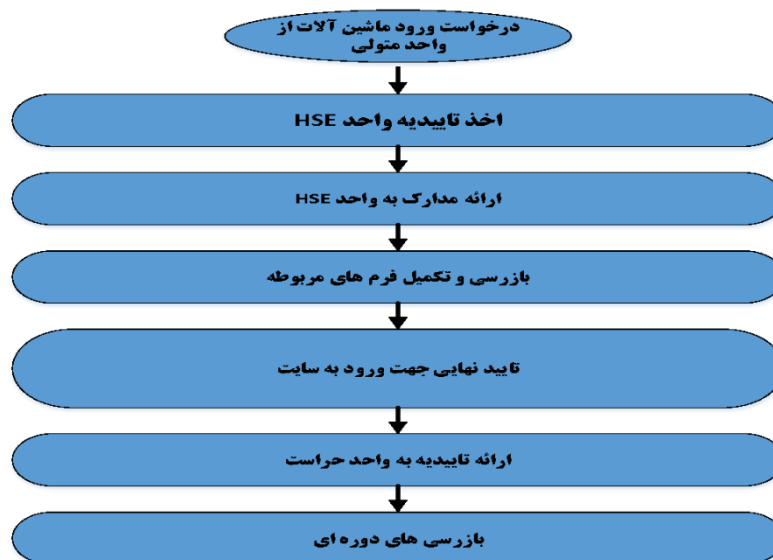 درخواست ورود ماشین آلات از
واحد متولی
اخذ تاییدیه واحد HSE
ارائه مدارک به واحد HSE
بازرسی و تکمیل فرم های مربوطه
تایید نهایی جهت ورود به سایت
ارائه تاییدیه به واحد حراست
بازرسی های دوره ای